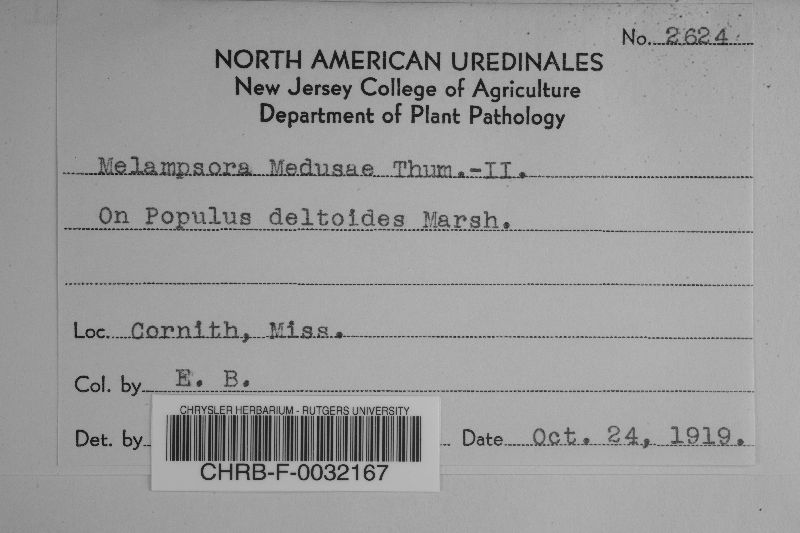 No. 2624
NORTH AMERICAN UREDINALES
New Jersey College of Agriculture
Department of Plant Pathology
Melampsora Medusae Thum.-II.
On Populus deltoides Marsh.
Loc. Cornith, Miss.
Col. by E. B.
CHRYSLER HERBARIUM - RUTGERS UNIVERSITY
Det. by
Date Oct. 24, 1919.
CHRB-F-0032167